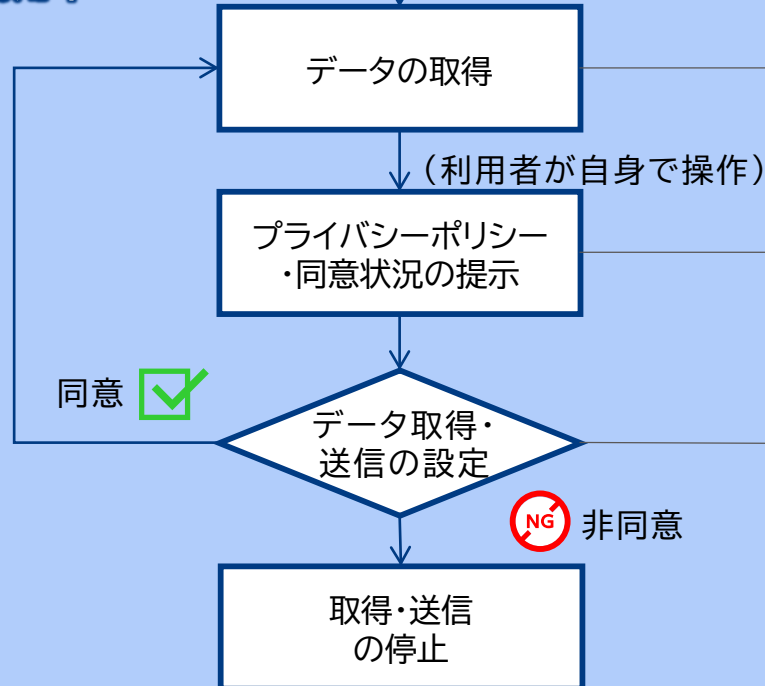 データの取得
（利用者が自身で操作）
プライバシーポリシー
・同意状況の提示
同意
データ取得・
送信の設定
NG
非同意
取得・送信
の停止